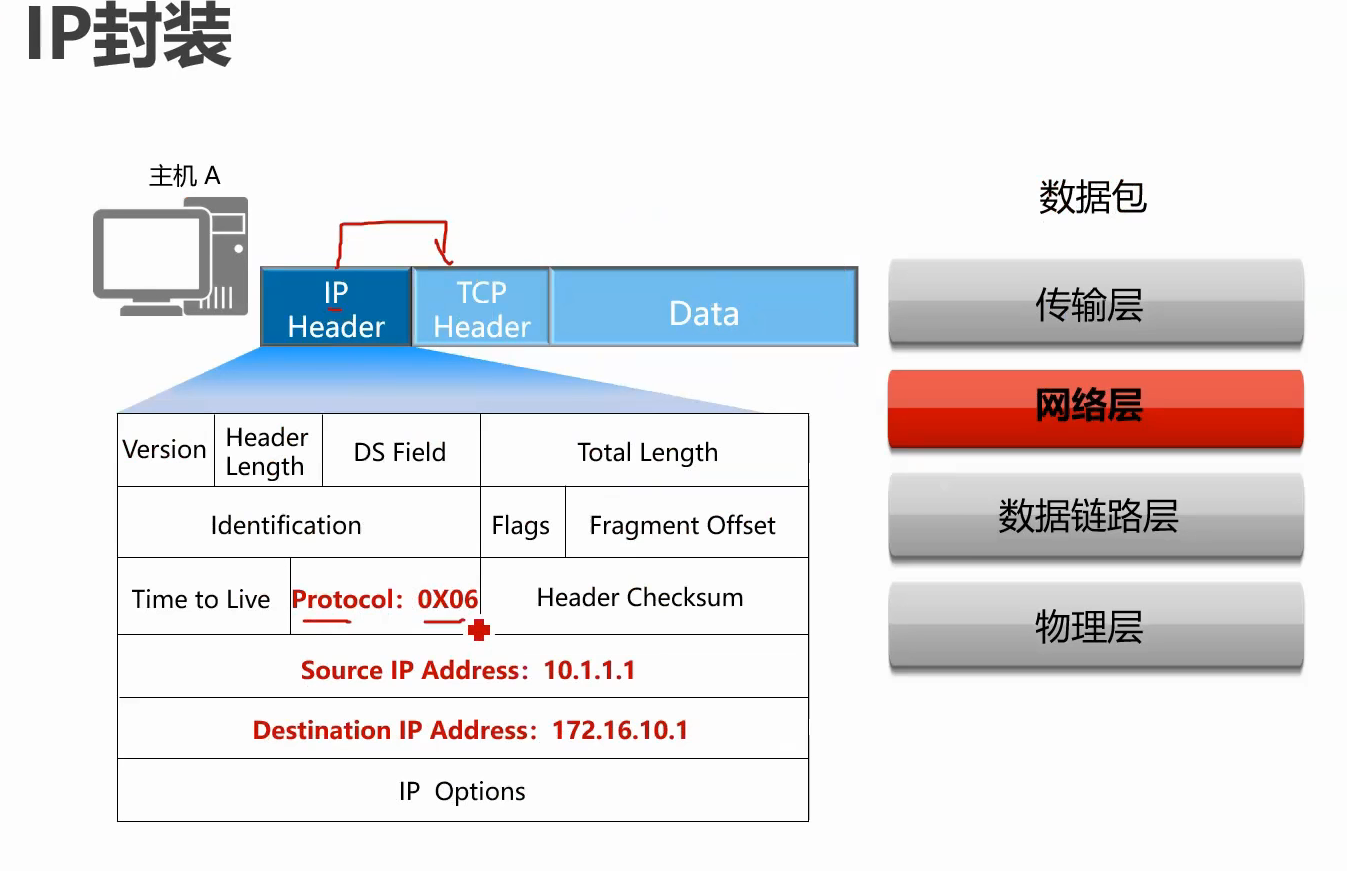 IP封装
主机 A
数据包
IP
Header
TCP
Header
Data
传输层
网络层
数据链路层
物理层
Version
Header
Length
DS Field
Total Length
Identification
Flags
Fragment Offset
Time to Live
Protocol：0X06
Header Checksum
Source IP Address：10.1.1.1
Destination IP Address：172.16.10.1
IP Options